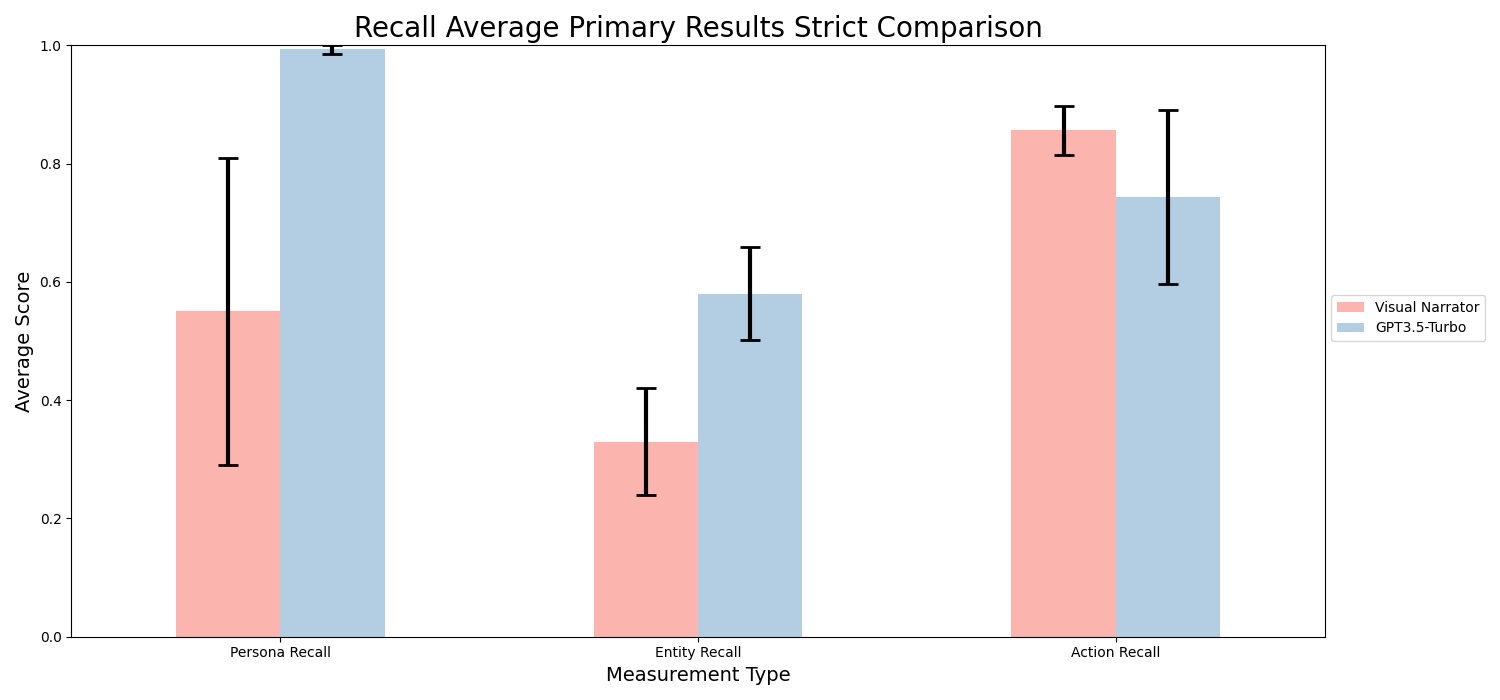 Recall Average Primary Results Strict Comparison
1.0
0.8
0.6
0.4
0.2
0.0
Average Score
Persona Recall
Entity Recall
Action Recall
Measurement Type
Visual Narrator
GPT3.5-Turbo